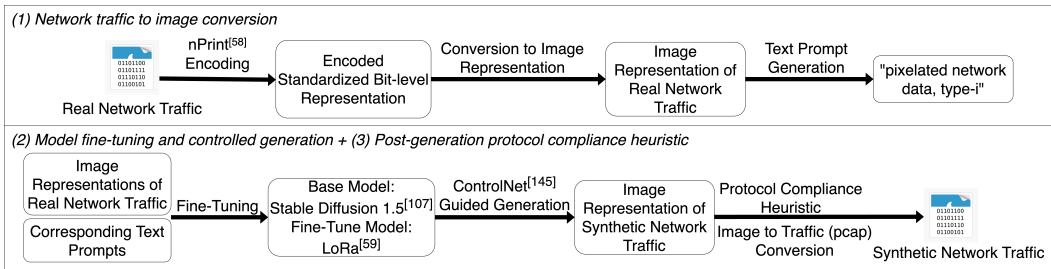 (1) Network traffic to image conversion
01101100
01101111
01110110
01100101
Real Network Traffic
nPrint[58]
Encoding
Encoded
Standardized Bit-level
Representation
Conversion to Image
Representation
Image
Representation of
Real Network
Traffic
Text Prompt
Generation
"pixelated network
data, type-i"
(2) Model fine-tuning and controlled generation + (3) Post-generation protocol compliance heuristic
Image
Representations of
Real Network Traffic
Corresponding Text
Prompts
Fine-Tuning
Base Model:
Stable Diffusion 1.5[107]
Fine-Tune Model:
LoRa[59]
ControlNet[145]
Guided Generation
Image
Representation of
Synthetic Network
Traffic
Protocol Compliance
Heuristic
Image to Traffic (pcap)
Conversion
01101100
01101111
01110110
01100101
Synthetic Network Traffic